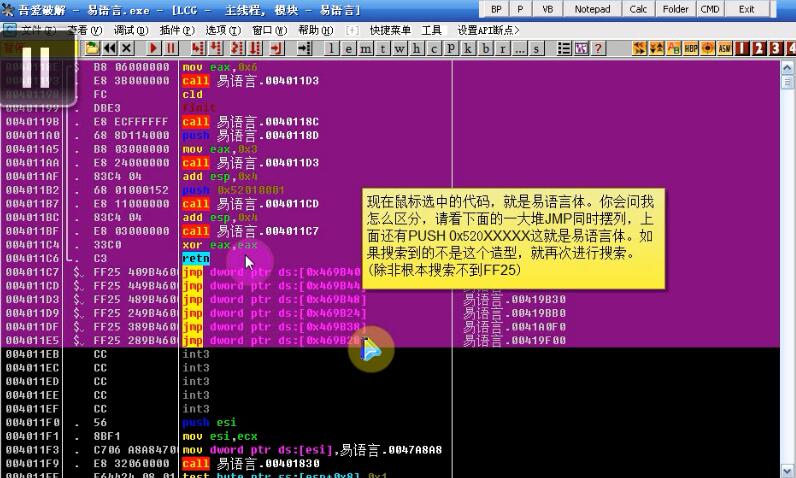 吾爱破解 - 易语言.exe - [LCG - 主线程, 模块 - 易语言]
BP P VB Notepad Calc Folder CMD Exit
C 文件(F) 查看(V) 调试(D) 插件(P) 选项(T) 窗口(W) 帮助(H) [+] 快捷菜单 工具 设置API断点>
l e m t w h c P k b r ... s ? BP HBP ASM 1 2 3 4
B8 06000000 mov eax,0x6
E8 3B000000 call 易语言.004011D3
FC cld
00401199 . DBE3 finit
0040119B . E8 ECFFFFFF call 易语言.0040118C
004011A0 . 68 8D114000 push 易语言.0040118D
004011A5 . B8 03000000 mov eax,0x3
004011AA . E8 24000000 call 易语言.004011D3
004011AF . 83C4 04 add esp,0x4
004011B2 . 68 01000152 push 0x52010001
004011B7 . E8 11000000 call 易语言.004011CD
004011BC . 83C4 04 add esp,0x4
004011BF . E8 03000000 call 易语言.004011C7
004011C4 . 33C0 xor eax,eax
004011C6 . C3 retn
004011C7 $ FF25 409B4600 jmp dword ptr ds:[0x469B40
004011CD $ FF25 449B4600 jmp dword ptr ds:[0x469B44
004011D3 $ FF25 489B4600 jmp dword ptr ds:[0x469B48] 易语言.00419B30
004011D9 $ FF25 249B4600 jmp dword ptr ds:[0x469B24] 易语言.00419BB0
004011DF $ FF25 389B4600 jmp dword ptr ds:[0x469B38] 易语言.0041A0F0
004011E5 $ FF25 289B4600 jmp dword ptr ds:[0x469B28] 易语言.00419F00
004011EB CC int3
004011EC CC int3
004011ED CC int3
004011EE CC int3
004011EF CC int3
004011F0 . 56 push esi
004011F1 . 8BF1 mov esi,ecx
004011F3 . C706 A8A84700 mov dword ptr ds:[esi],易语言.0047A8A8
004011F9 . E8 32060000 call 易语言.00401830
现在鼠标选中的代码，就是易语言体。你会问我
怎么区分，请看下面的一大堆JMP同时摆列，上
面还有PUSH 0x520XXXXX这就是易语言体。如
果搜索到的不是这个造型，就再次进行搜索。
(除非根本搜索不到FF25)